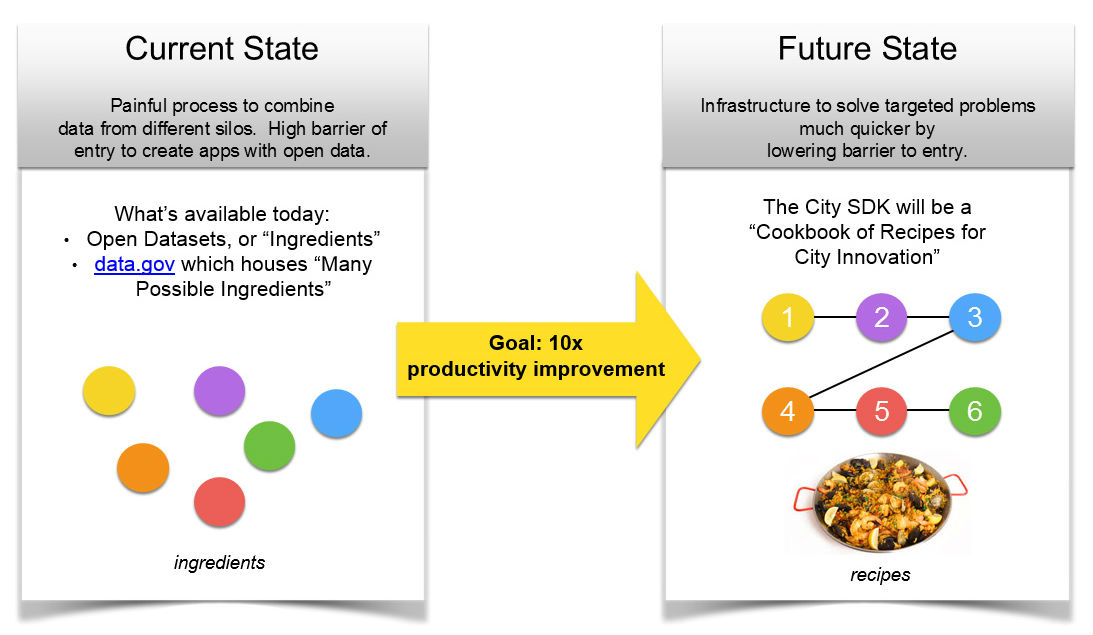 Current State
Painful process to combine
data from different silos.  High barrier of
entry to create apps with open data.
What’s available today:
• Open Datasets, or “Ingredients”
• data.gov which houses “Many
Possible Ingredients”
ingredients
Goal: 10x
productivity improvement
Future State
Infrastructure to solve targeted problems
much quicker by
lowering barrier to entry.
The City SDK will be a
“Cookbook of Recipes for
City Innovation”
1 2 3
4 5 6
recipes